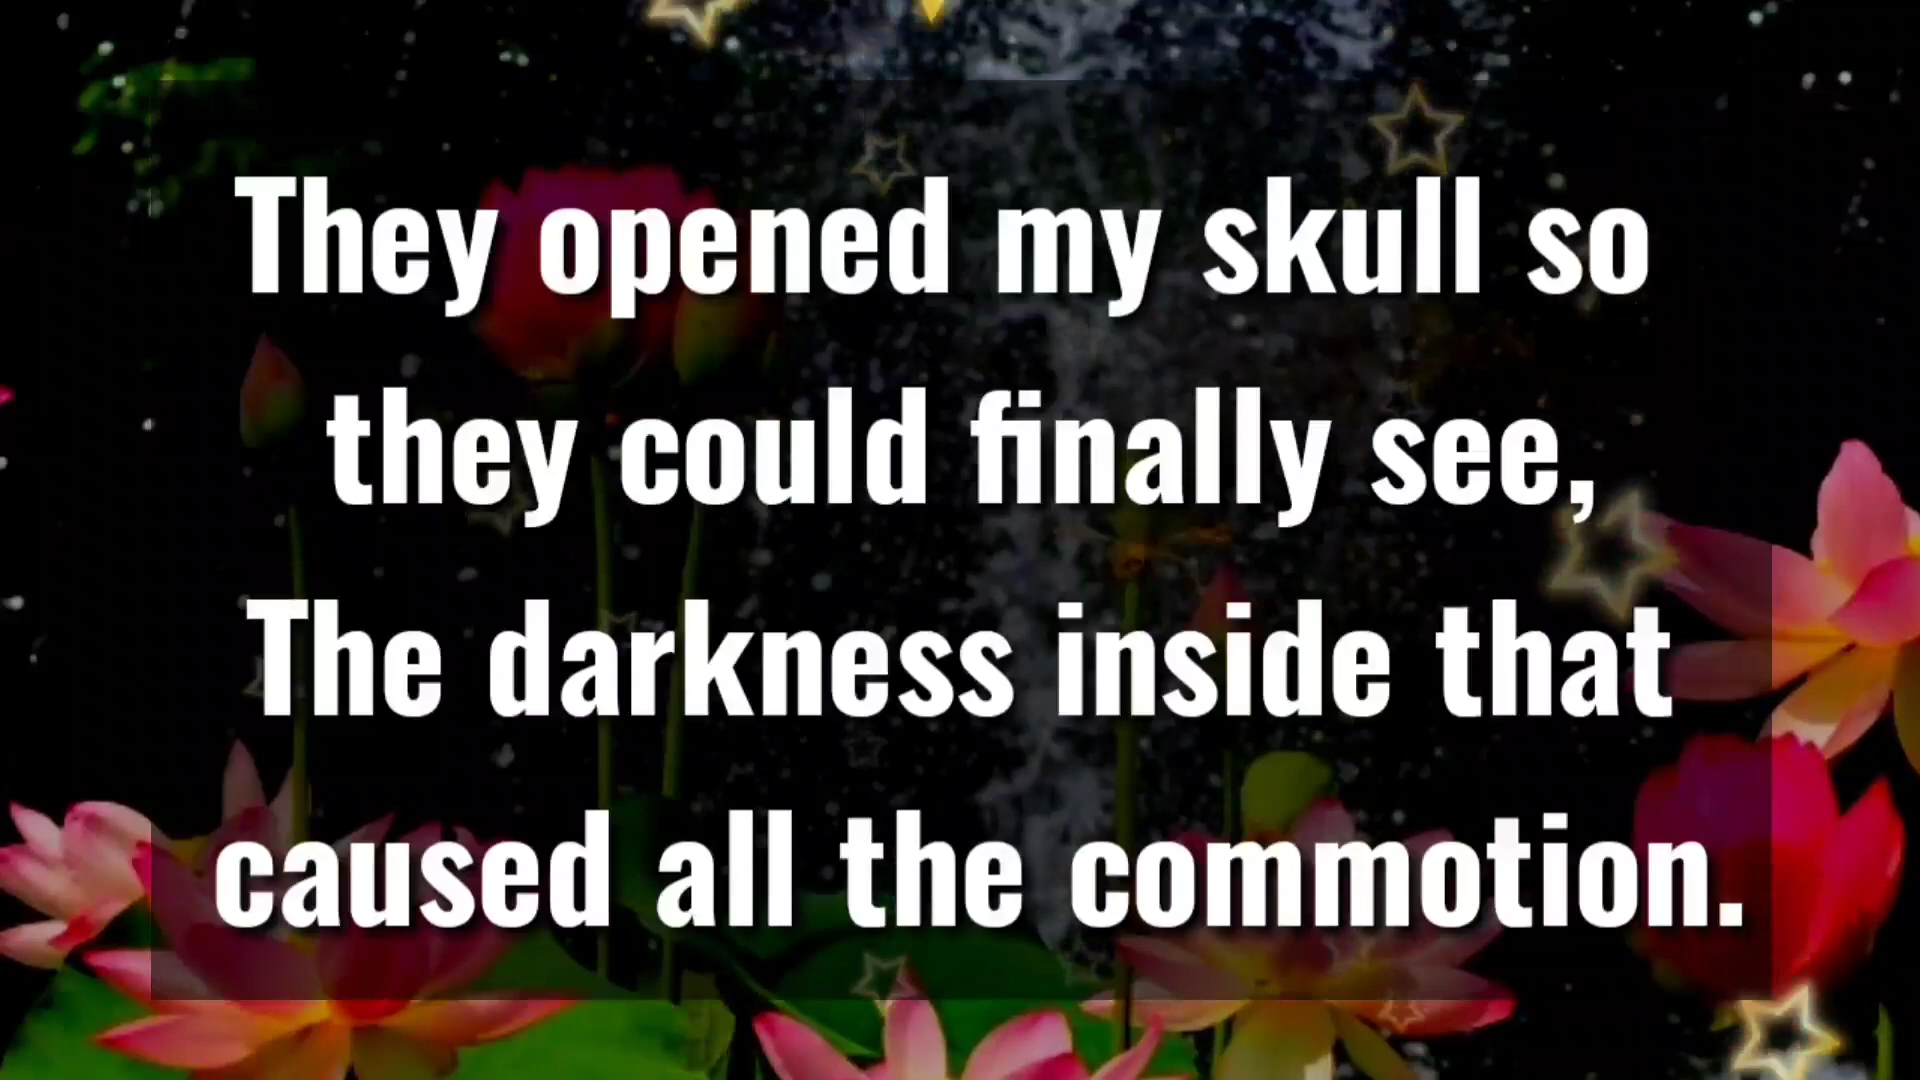 They opened my skull so
they could finally see,
The darkness inside that
caused all the commotion.